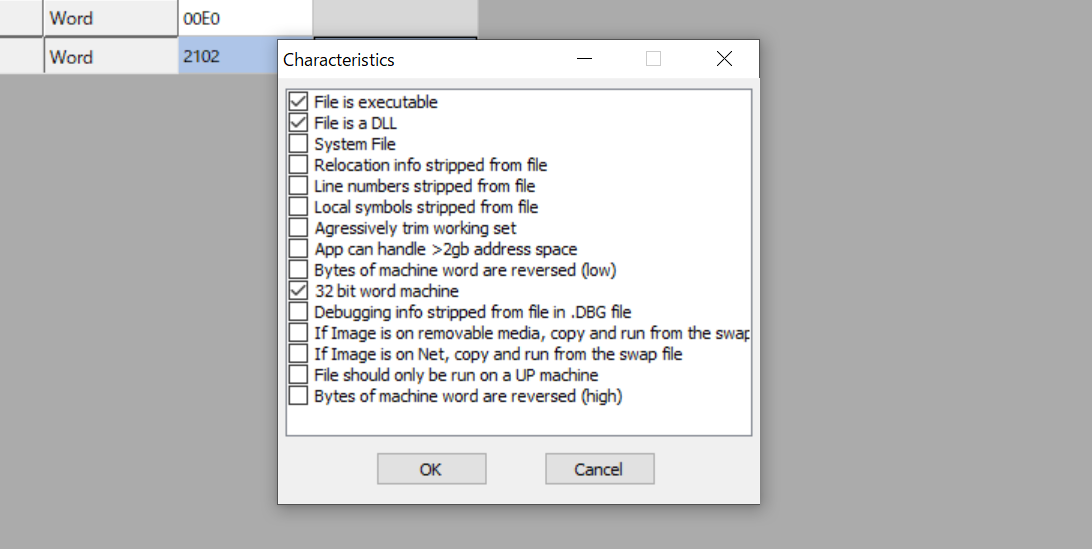 Word 00E0
Word 2102
Characteristics
File is executable
File is a DLL
System File
Relocation info stripped from file
Line numbers stripped from file
Local symbols stripped from file
Agressively trim working set
App can handle >2gb address space
Bytes of machine word are reversed (low)
32 bit word machine
Debugging info stripped from file in .DBG file
If Image is on removable media, copy and run from the swap
If Image is on Net, copy and run from the swap file
File should only be run on a UP machine
Bytes of machine word are reversed (high)
OK Cancel